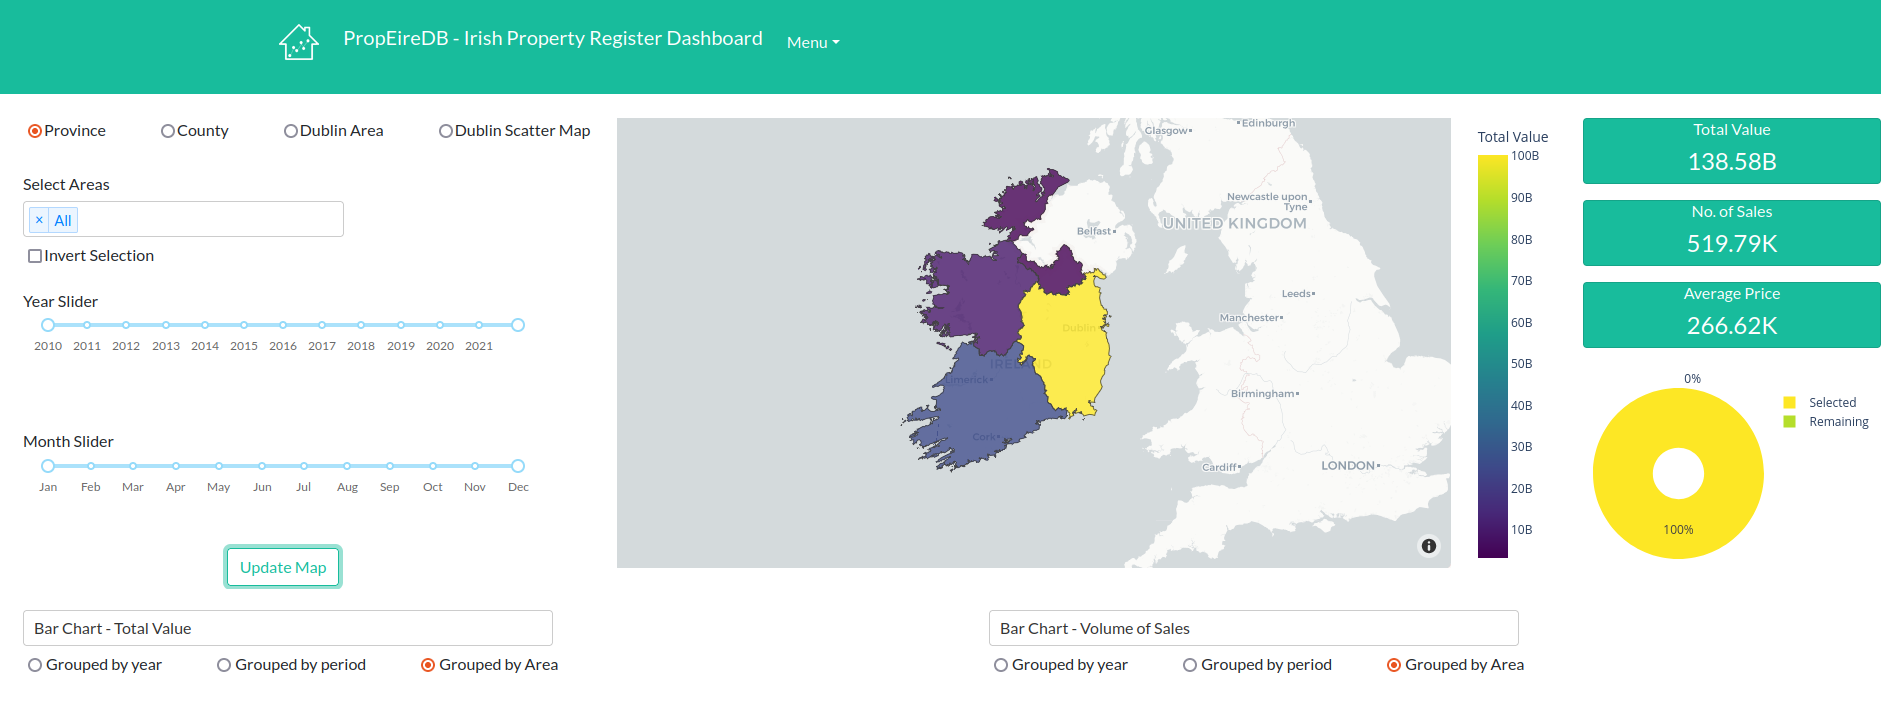 PropEireDB - Irish Property Register Dashboard
Menu
Province
County
Dublin Area
Dublin Scatter Map
Select Areas
× All
Invert Selection
Year Slider
2010 2011 2012 2013 2014 2015 2016 2017 2018 2019 2020 2021
Month Slider
Jan Feb Mar Apr May Jun Jul Aug Sep Oct Nov Dec
Update Map
Glasgow
Edinburgh
Newcastle upon
Tyne
UNITED KINGDOM
Belfast
Leeds
Manchester
Dublin
IRELAND
Limerick
Birmingham
Cork
Cardiff
LONDON
Total Value
100B
90B
80B
70B
60B
50B
40B
30B
20B
10B
Total Value
138.58B
No. of Sales
519.79K
Average Price
266.62K
0%
100%
Selected
Remaining
Bar Chart - Total Value
Grouped by year
Grouped by period
Grouped by Area
Bar Chart - Volume of Sales
Grouped by year
Grouped by period
Grouped by Area